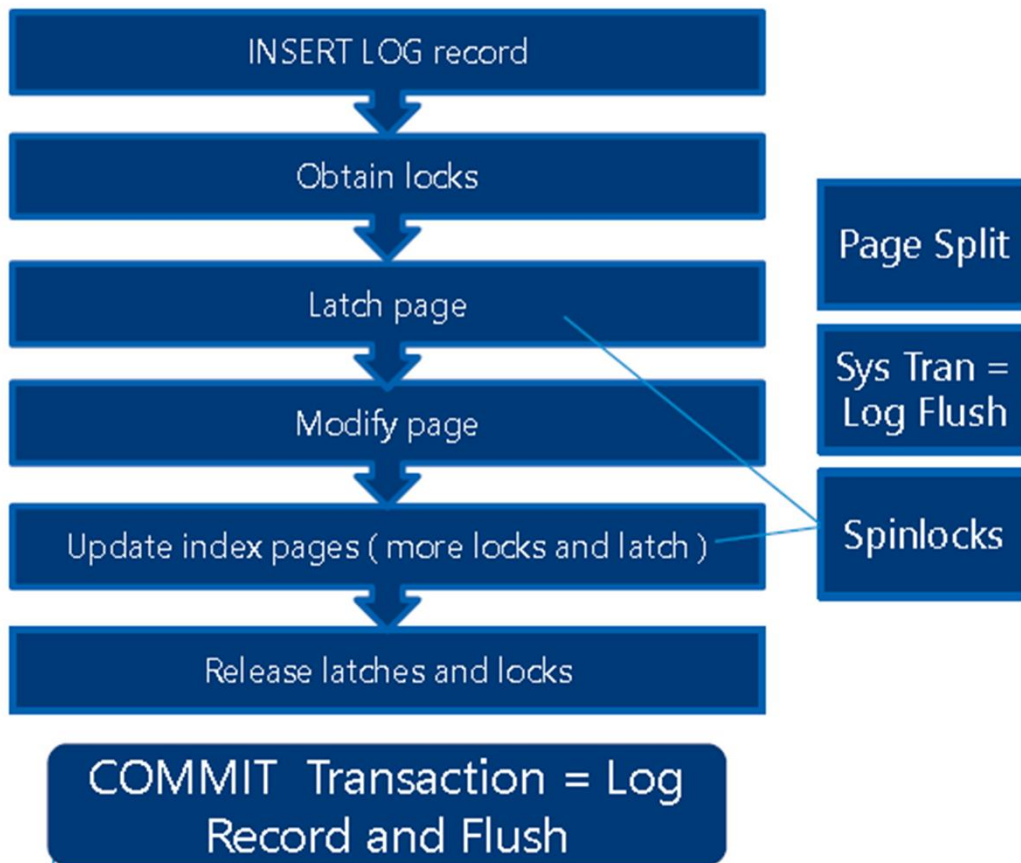 INSERT LOG record
Obtain locks
Latch page
Modify page
Update index pages ( more locks and latch )
Release latches and locks
COMMIT Transaction = Log
Record and Flush
Page Split
Sys Tran =
Log Flush
Spinlocks